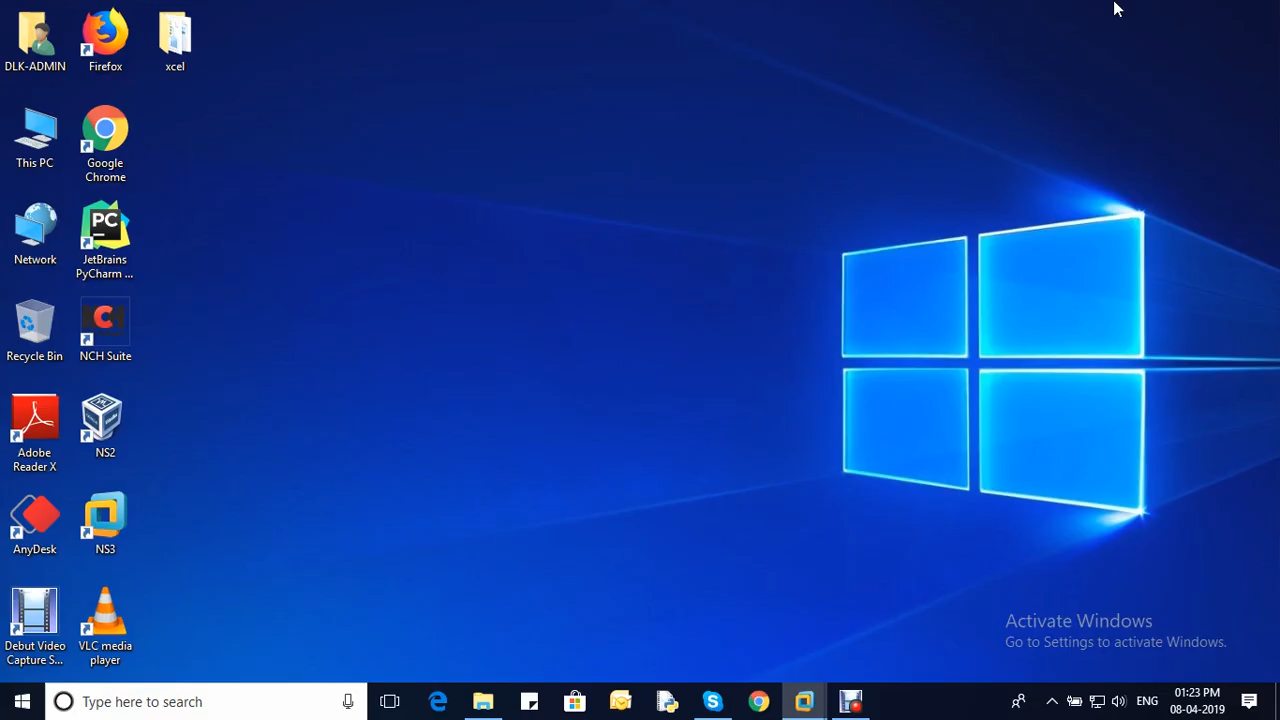 DLK-ADMIN
Firefox
xcel
This PC
Google
Chrome
Network
PC
JetBrains
PyCharm ...
Recycle Bin
NCH Suite
Adobe
Reader X
NS2
AnyDesk
NS3
Debut Video
Capture S...
VLC media
player
Activate Windows
Go to Settings to activate Windows.
Type here to search
ENG
01:23 PM
08-04-2019